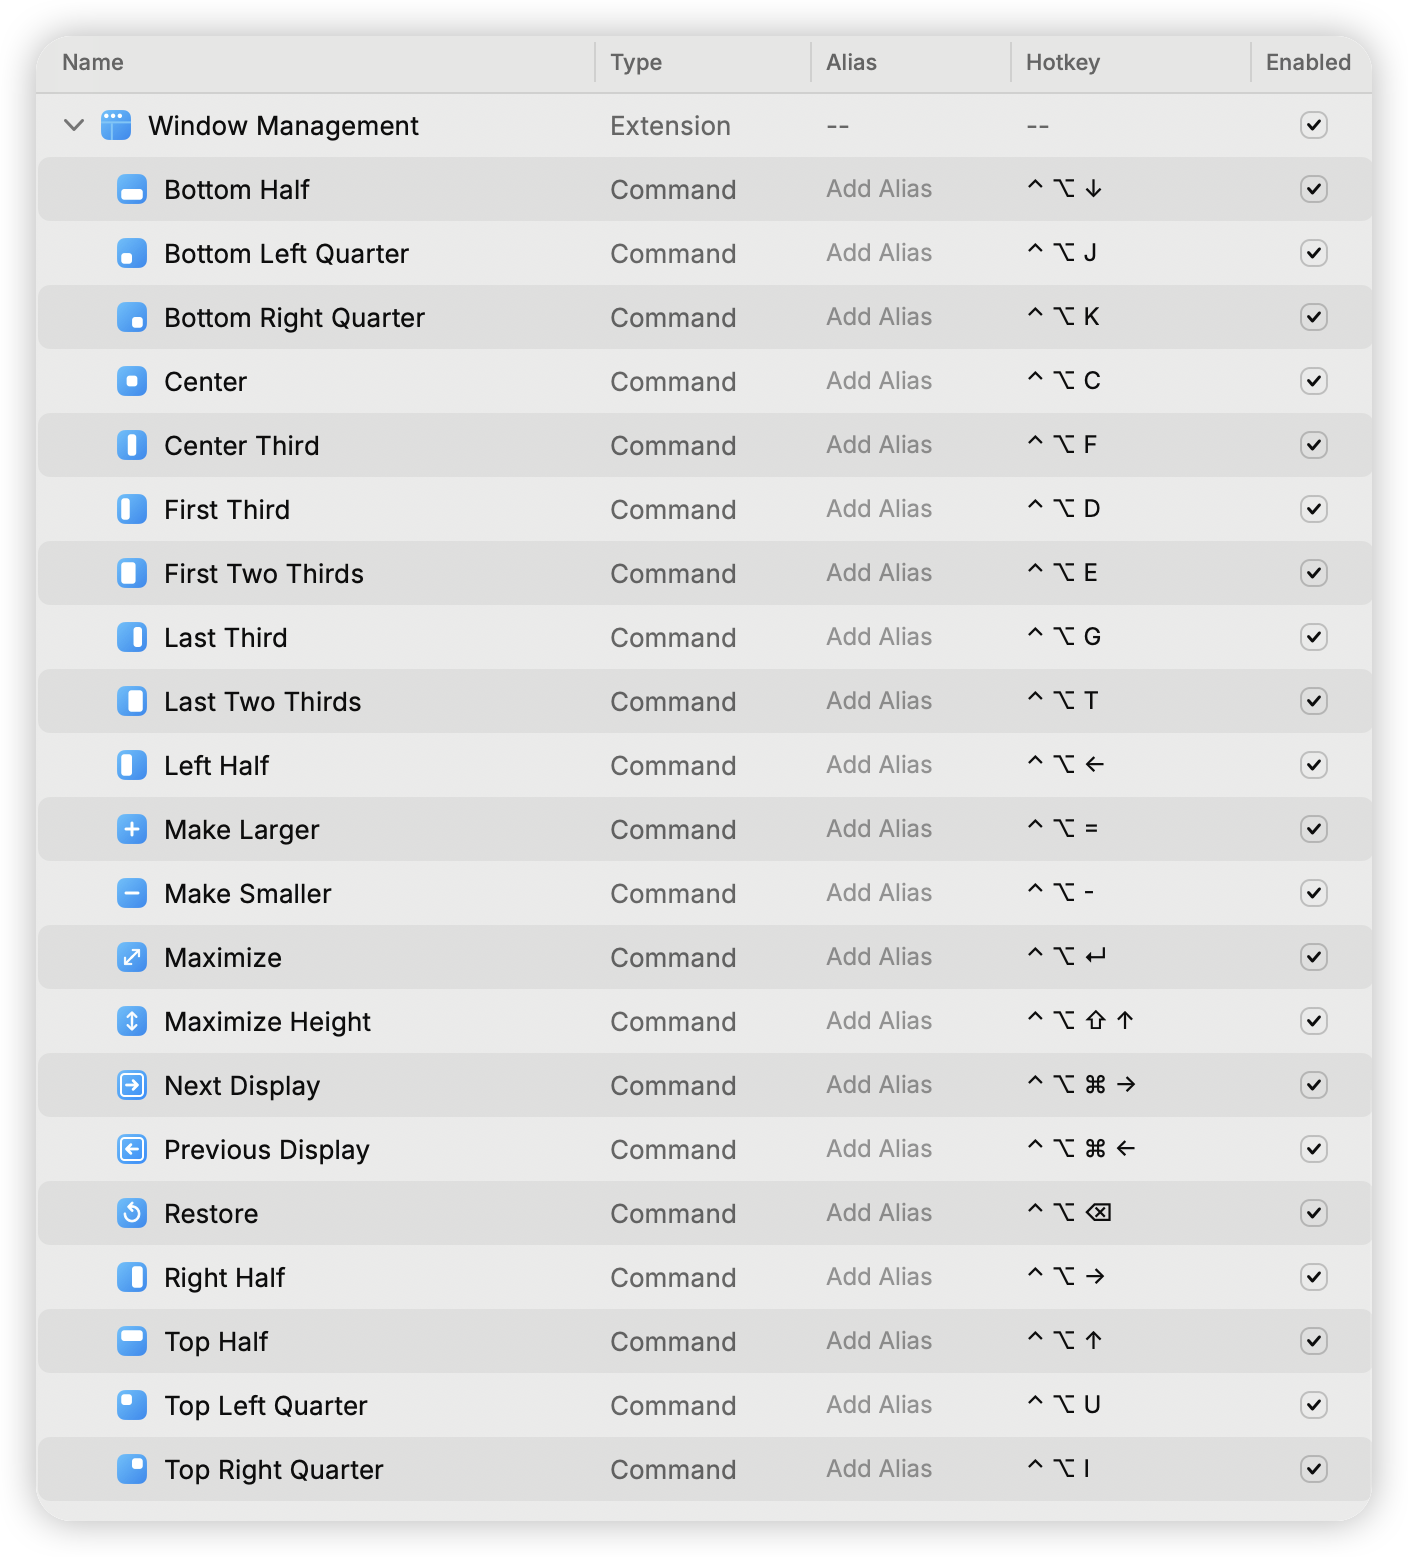 Name Type Alias Hotkey Enabled
Window Management Extension -- --
Bottom Half Command Add Alias ^ ⌥ ↓
Bottom Left Quarter Command Add Alias ^ ⌥ J
Bottom Right Quarter Command Add Alias ^ ⌥ K
Center Command Add Alias ^ ⌥ C
Center Third Command Add Alias ^ ⌥ F
First Third Command Add Alias ^ ⌥ D
First Two Thirds Command Add Alias ^ ⌥ E
Last Third Command Add Alias ^ ⌥ G
Last Two Thirds Command Add Alias ^ ⌥ T
Left Half Command Add Alias ^ ⌥ ←
Make Larger Command Add Alias ^ ⌥ =
Make Smaller Command Add Alias ^ ⌥ -
Maximize Command Add Alias ^ ⌥ ↵
Maximize Height Command Add Alias ^ ⌥ ⇧ ↑
Next Display Command Add Alias ^ ⌥ ⌘ →
Previous Display Command Add Alias ^ ⌥ ⌘ ←
Restore Command Add Alias ^ ⌥ ⌫
Right Half Command Add Alias ^ ⌥ →
Top Half Command Add Alias ^ ⌥ ↑
Top Left Quarter Command Add Alias ^ ⌥ U
Top Right Quarter Command Add Alias ^ ⌥ I